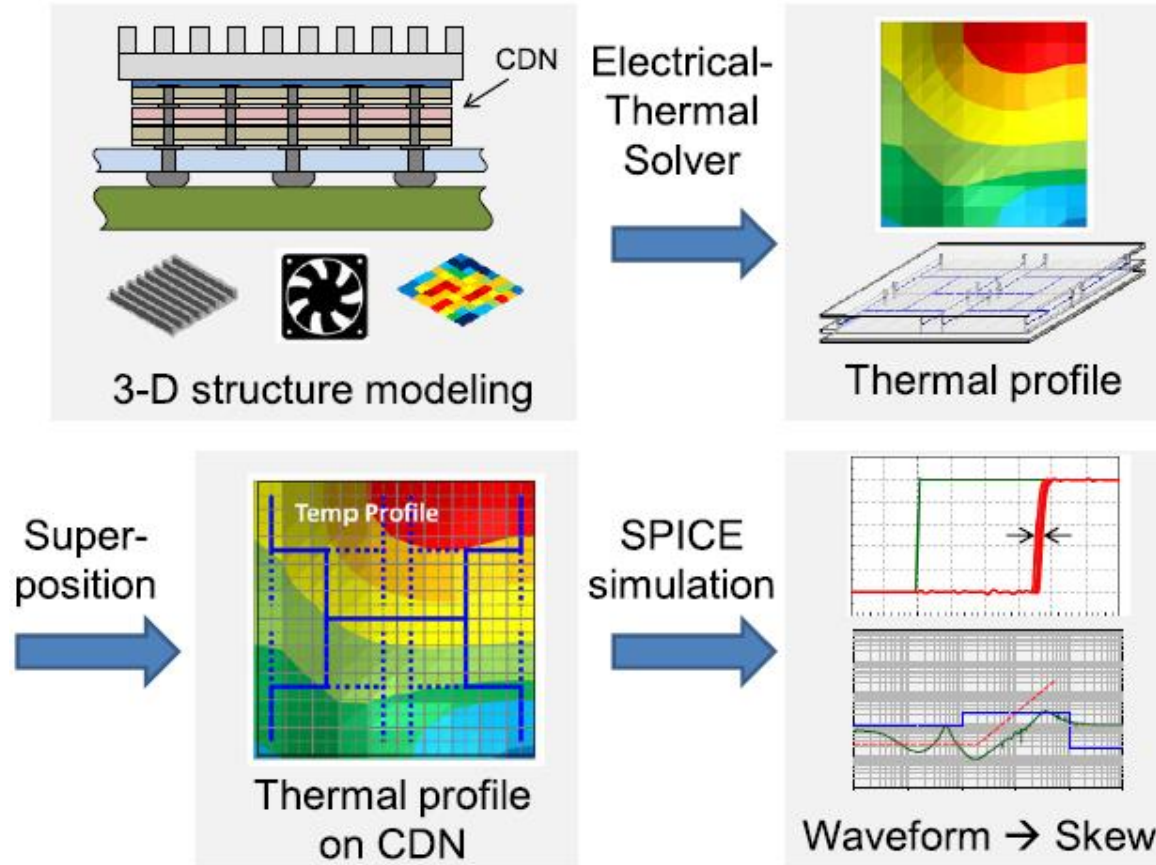 CDN
3-D structure modeling
Electrical-
Thermal
Solver
Thermal profile
Super-
position
Temp Profile
Thermal profile
on CDN
SPICE
simulation
Waveform → Skew